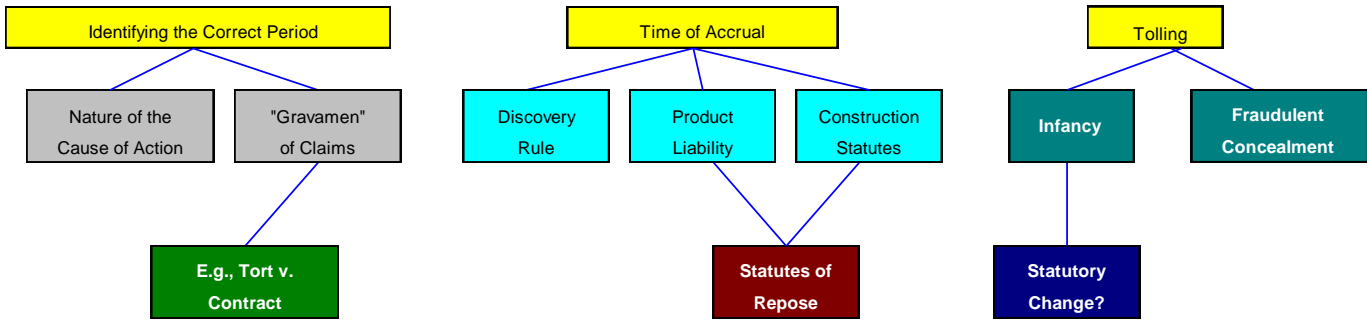 Identifying the Correct Period
Time of Accrual
Tolling
Nature of the
Cause of Action
"Gravamen"
of Claims
Discovery
Rule
Product
Liability
Construction
Statutes
Infancy
Fraudulent
Concealment
E.g., Tort v.
Contract
Statutes of
Repose
Statutory
Change?